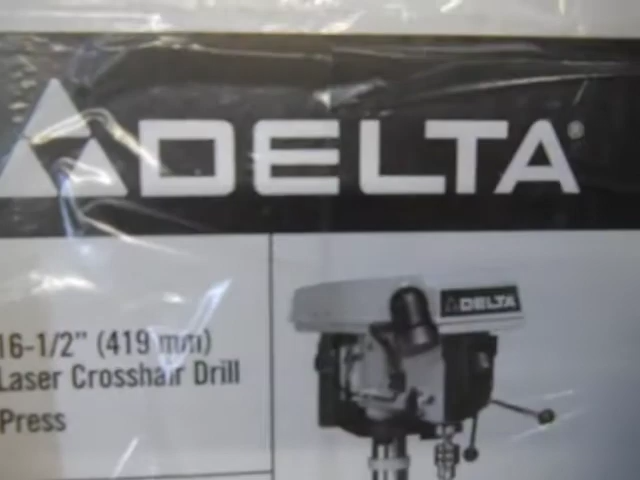 DELTA®
16-1/2" (419 mm)
Laser Crosshair Drill
Press
DELTA